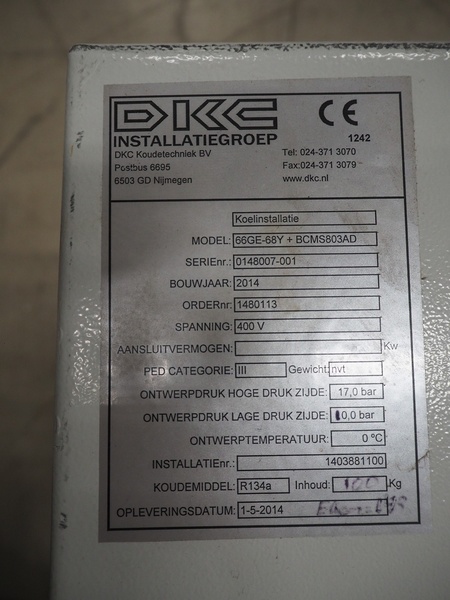 DKC
INSTALLATIEGROEP
CE
1242
DKC Koudetechniek BV
Postbus 6695
6503 GD Nijmegen
Tel: 024-371 3070
Fax:024-371 3079
www.dkc.nl
Koelinstallatie
MODEL: 66GE-68Y + BCMS803AD
SERIEnr.: 0148007-001
BOUWJAAR: 2014
ORDERnr: 1480113
SPANNING: 400 V
AANSLUITVERMOGEN: Kw
PED CATEGORIE: III Gewicht: nvt
ONTWERPDRUK HOGE DRUK ZIJDE: 17,0 bar
ONTWERPDRUK LAGE DRUK ZIJDE: 10,0 bar
ONTWERPTEMPERATUUR: 0 °C
INSTALLATIEnr.: 1403881100
KOUDEMIDDEL: R134a Inhoud: 100 Kg
OPLEVERINGSDATUM: 1-5-2014